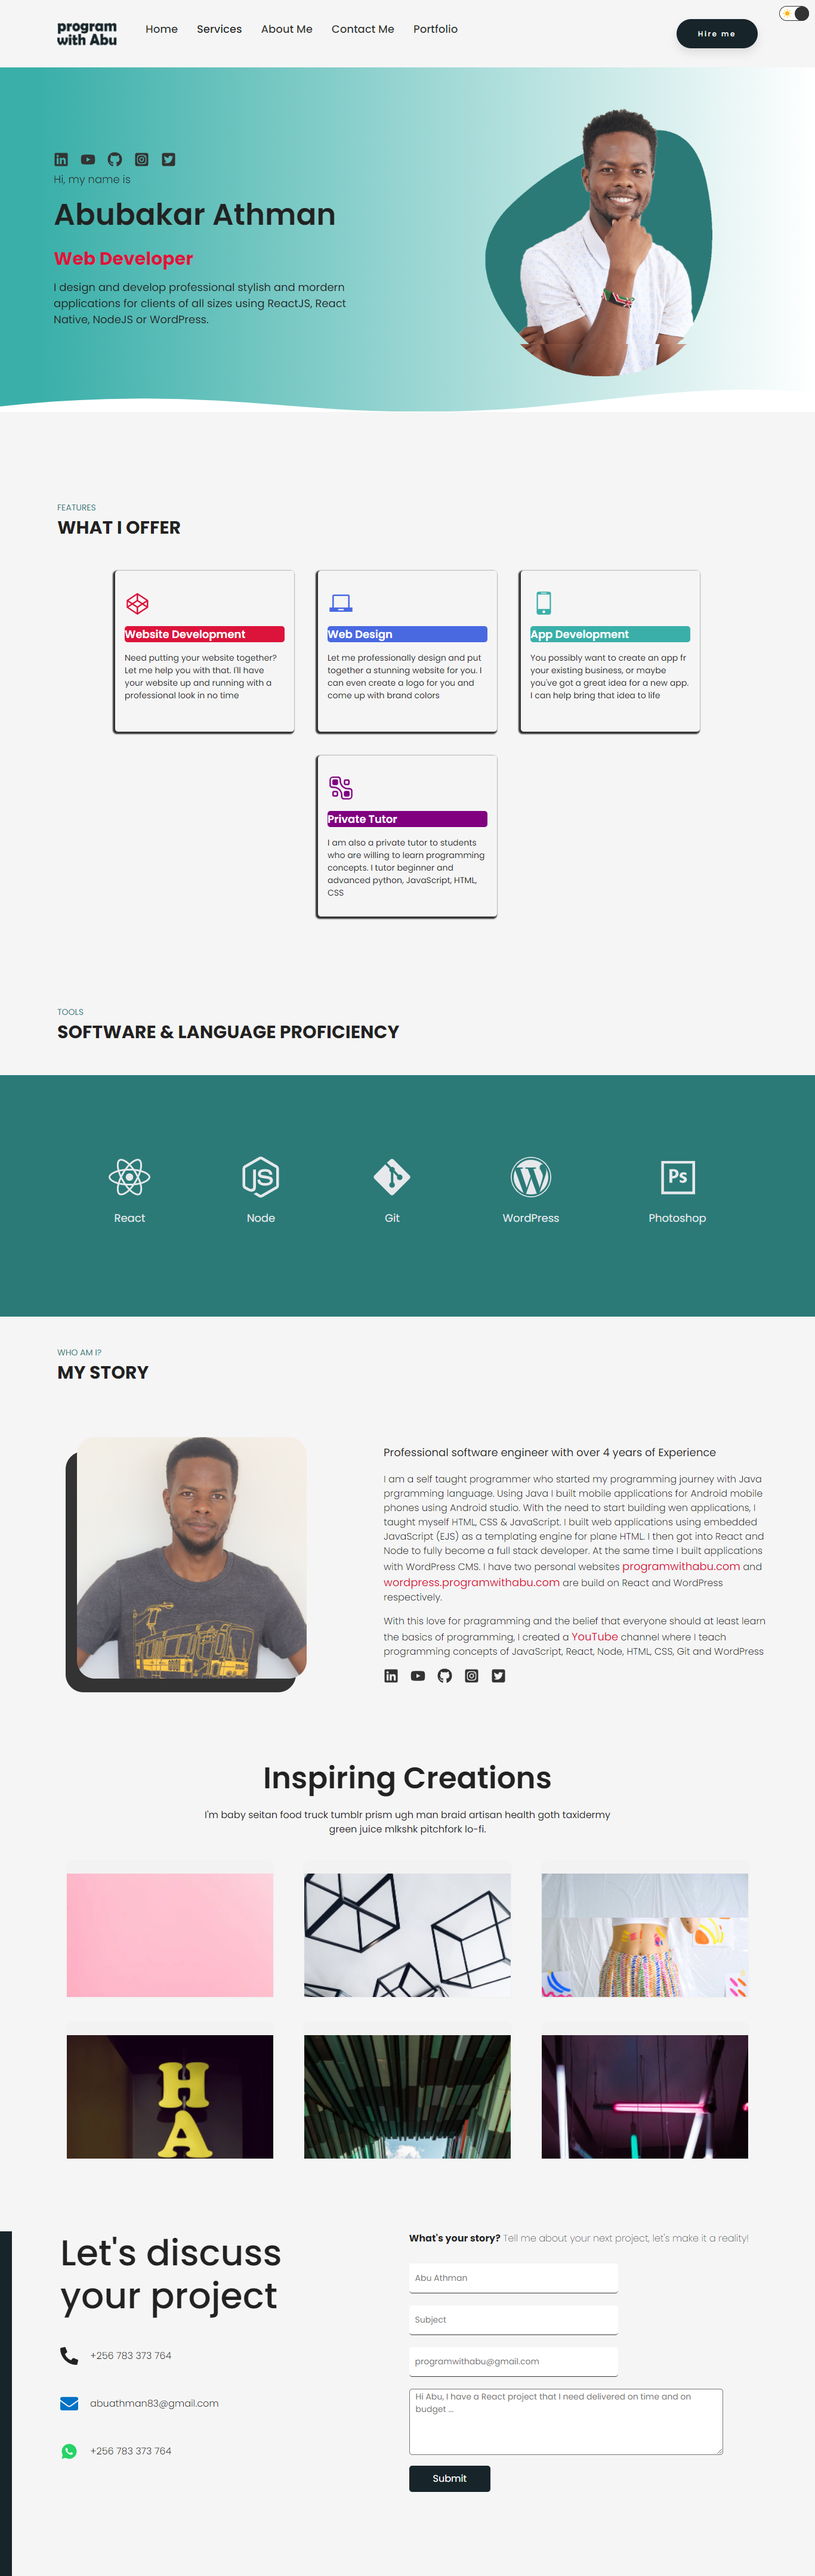 program
with Abu
Home Services About Me Contact Me Portfolio
Hire me
Hi, my name is
Abubakar Athman
Web Developer
I design and develop professional stylish and mordern
applications for clients of all sizes using ReactJS, React
Native, NodeJS or WordPress.
FEATURES
WHAT I OFFER
Website Development
Need putting your website together?
Let me help you with that. I'll have
your website up and running with a
professional look in no time
Web Design
Let me professionally design and put
together a stunning website for you. I
can even create a logo for you and
come up with brand colors
App Development
You possibly want to create an app fr
your existing business, or maybe
you've got a great idea for a new app.
I can help bring that idea to life
Private Tutor
I am also a private tutor to students
who are willing to learn programming
concepts. I tutor beginner and
advanced python, JavaScript, HTML,
CSS
TOOLS
SOFTWARE & LANGUAGE PROFICIENCY
JS
Ps
React
Node
Git
WordPress
Photoshop
WHO AM I?
MY STORY
Professional software engineer with over 4 years of Experience
I am a self taught programmer who started my programming journey with Java
prgramming language. Using Java I built mobile applications for Android mobile
phones using Android studio. With the need to start building wen applications, I
taught myself HTML, CSS & JavaScript. I built web applications using embedded
JavaScript (EJS) as a templating engine for plane HTML. I then got into React and
Node to fully become a full stack developer. At the same time I built applications
with WordPress CMS. I have two personal websites programwithabu.com and
wordpress.programwithabu.com are build on React and WordPress
respectively.
With this love for pragramming and the belief that everyone should at least learn
the basics of programming, I created a YouTube channel where I teach
programming concepts of JavaScript, React, Node, HTML, CSS, Git and WordPress
Inspiring Creations
I'm baby seitan food truck tumblr prism ugh man braid artisan health goth taxidermy
green juice mlkshk pitchfork lo-fi.
H
A
Let's discuss
your project
+256 783 373 764
abuathman83@gmail.com
+256 783 373 764
What's your story? Tell me about your next project, let's make it a reality!
Abu Athman
Subject
programwithabu@gmail.com
Hi Abu, I have a React project that I need delivered on time and on
budget ...
Submit